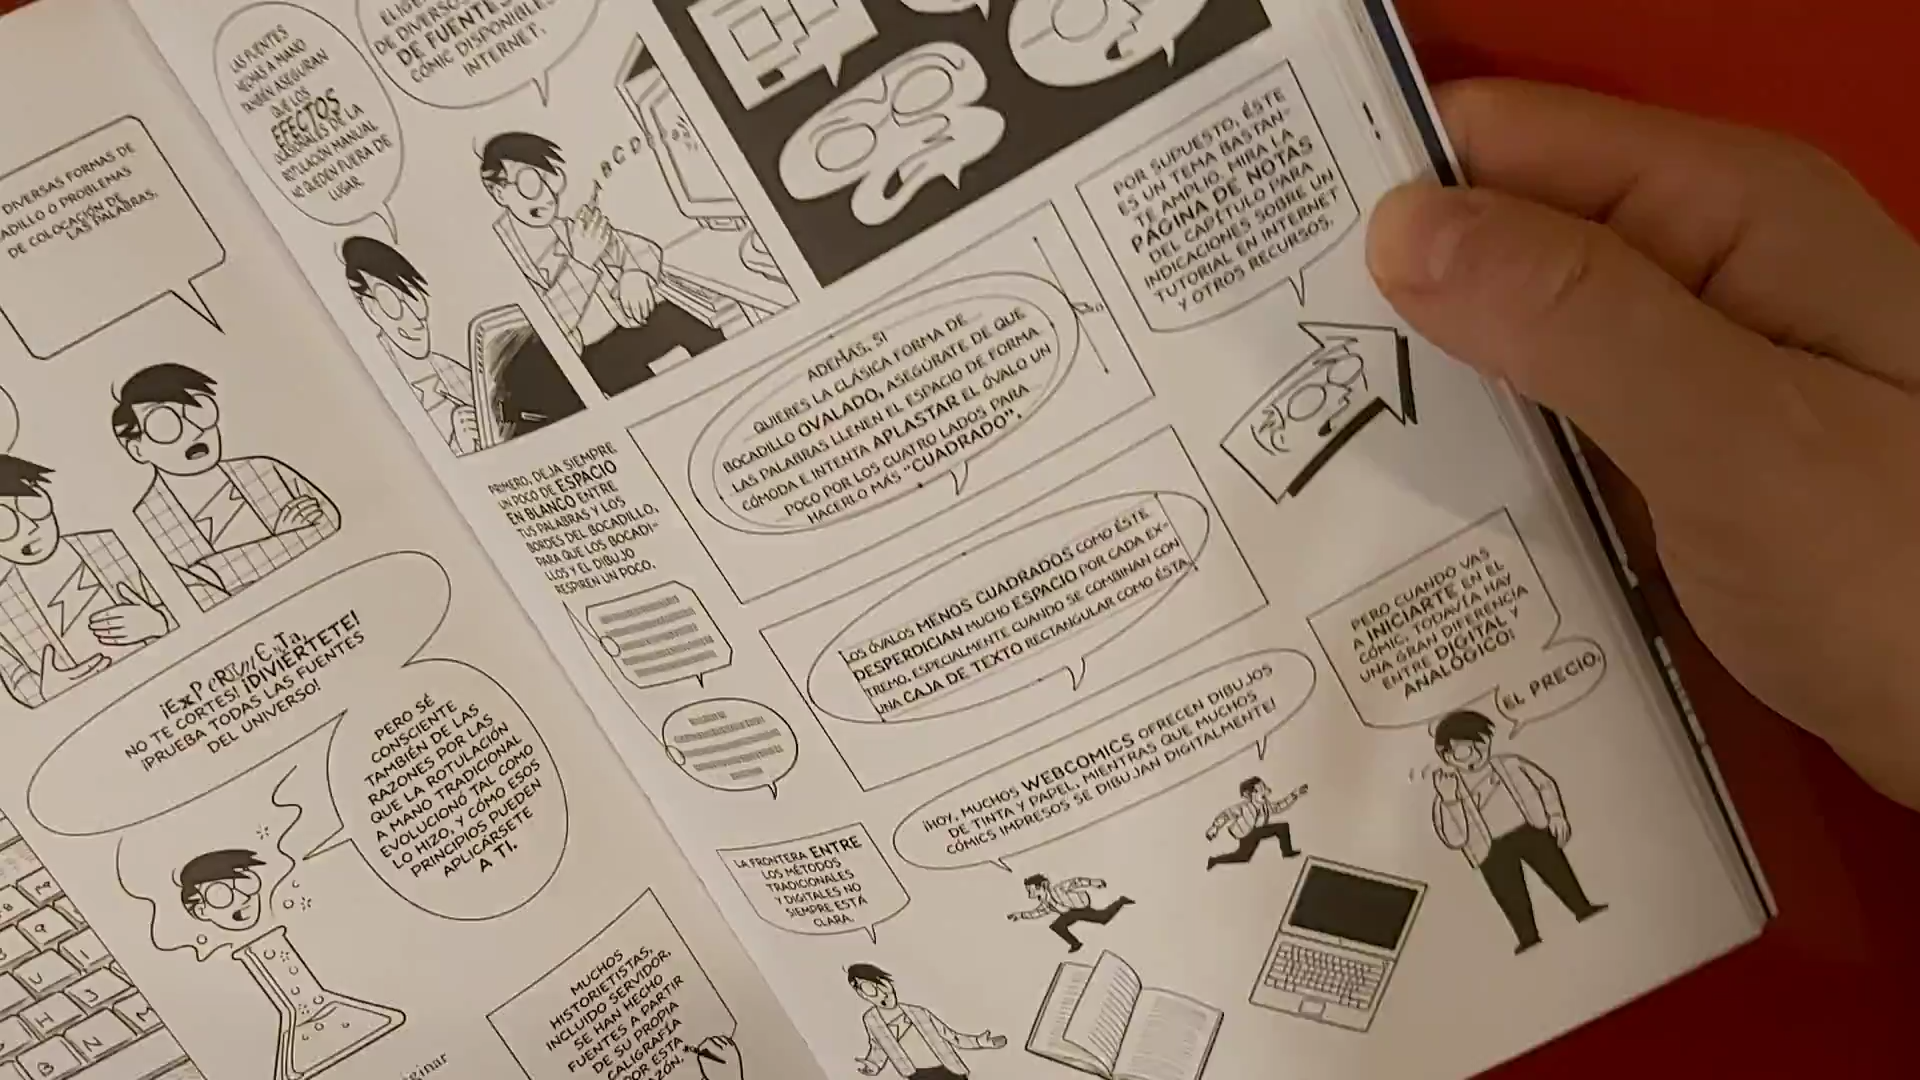 DIVERSAS FORMAS DE
ADILLO O PROBLEMAS
DE COLOCACIÓN DE
LAS PALABRAS.
¡ExPeRImeNTa,
NO TE CORTES! ¡DIVIÉRTETE!
¡PRUEBA TODAS LAS FUENTES
DEL UNIVERSO!
PERO SÉ
CONSCIENTE
TAMBIÉN DE LAS
RAZONES POR LAS
QUE LA ROTULACIÓN
A MANO TRADICIONAL
EVOLUCIONÓ TAL COMO
LO HIZO, Y CÓMO ESOS
PRINCIPIOS PUEDEN
APLICÁRSETE
A TI.
MUCHOS
HISTORIETISTAS,
INCLUIDO SERVIDOR,
SE HAN HECHO
FUENTES A PARTIR
DE SU PROPIA
CALIGRAFÍA
POR ESTA
RAZÓN.
LAS FUENTES
HECHAS A MANO
TAMBIÉN ASEGURAN
QUE LOS
EFECTOS
OCASIONALES DE LA
ROTULACIÓN MANUAL
NO QUEDEN FUERA DE
LUGAR
DE DIVERSOS
DE FUENTES
CÓMIC DISPONIBLES
INTERNET.
A B C D
POR SUPUESTO, ÉSTE
ES UN TEMA BASTAN-
TE AMPLIO. MIRA LA
PÁGINA DE NOTAS
DEL CAPÍTULO PARA
INDICACIONES SOBRE UN
TUTORIAL EN INTERNET
Y OTROS RECURSOS.
!
PRIMERO, DEJA SIEMPRE
UN POCO DE ESPACIO
EN BLANCO ENTRE
TUS PALABRAS Y LOS
BORDES DEL BOCADILLO,
PARA QUE LOS BOCADI-
LLOS Y EL DIBUJO
RESPIREN UN POCO.
ADEMÁS, SI
QUIERES LA CLÁSICA FORMA DE
BOCADILLO OVALADO, ASEGÚRATE DE QUE
LAS PALABRAS LLENEN EL ESPACIO DE FORMA
CÓMODA E INTENTA APLASTAR EL ÓVALO UN
POCO POR LOS CUATRO LADOS PARA
HACERLO MÁS "CUADRADO".
LOS ÓVALOS MENOS CUADRADOS COMO ÉSTE
DESPERDICIAN MUCHO ESPACIO POR CADA EX-
TREMO, ESPECIALMENTE CUANDO SE COMBINAN CON
UNA CAJA DE TEXTO RECTANGULAR COMO ÉSTA.
LA FRONTERA ENTRE
LOS MÉTODOS
TRADICIONALES
Y DIGITALES NO
SIEMPRE ESTÁ
CLARA.
¡HOY, MUCHOS WEBCOMICS OFRECEN DIBUJOS
DE TINTA Y PAPEL, MIENTRAS QUE MUCHOS
CÓMICS IMPRESOS SE DIBUJAN DIGITALMENTE!
PERO CUANDO VAS
A INICIARTE EN EL
CÓMIC, TODAVÍA HAY
UNA GRAN DIFERENCIA
ENTRE DIGITAL Y
ANALÓGICO:
EL PRECIO.